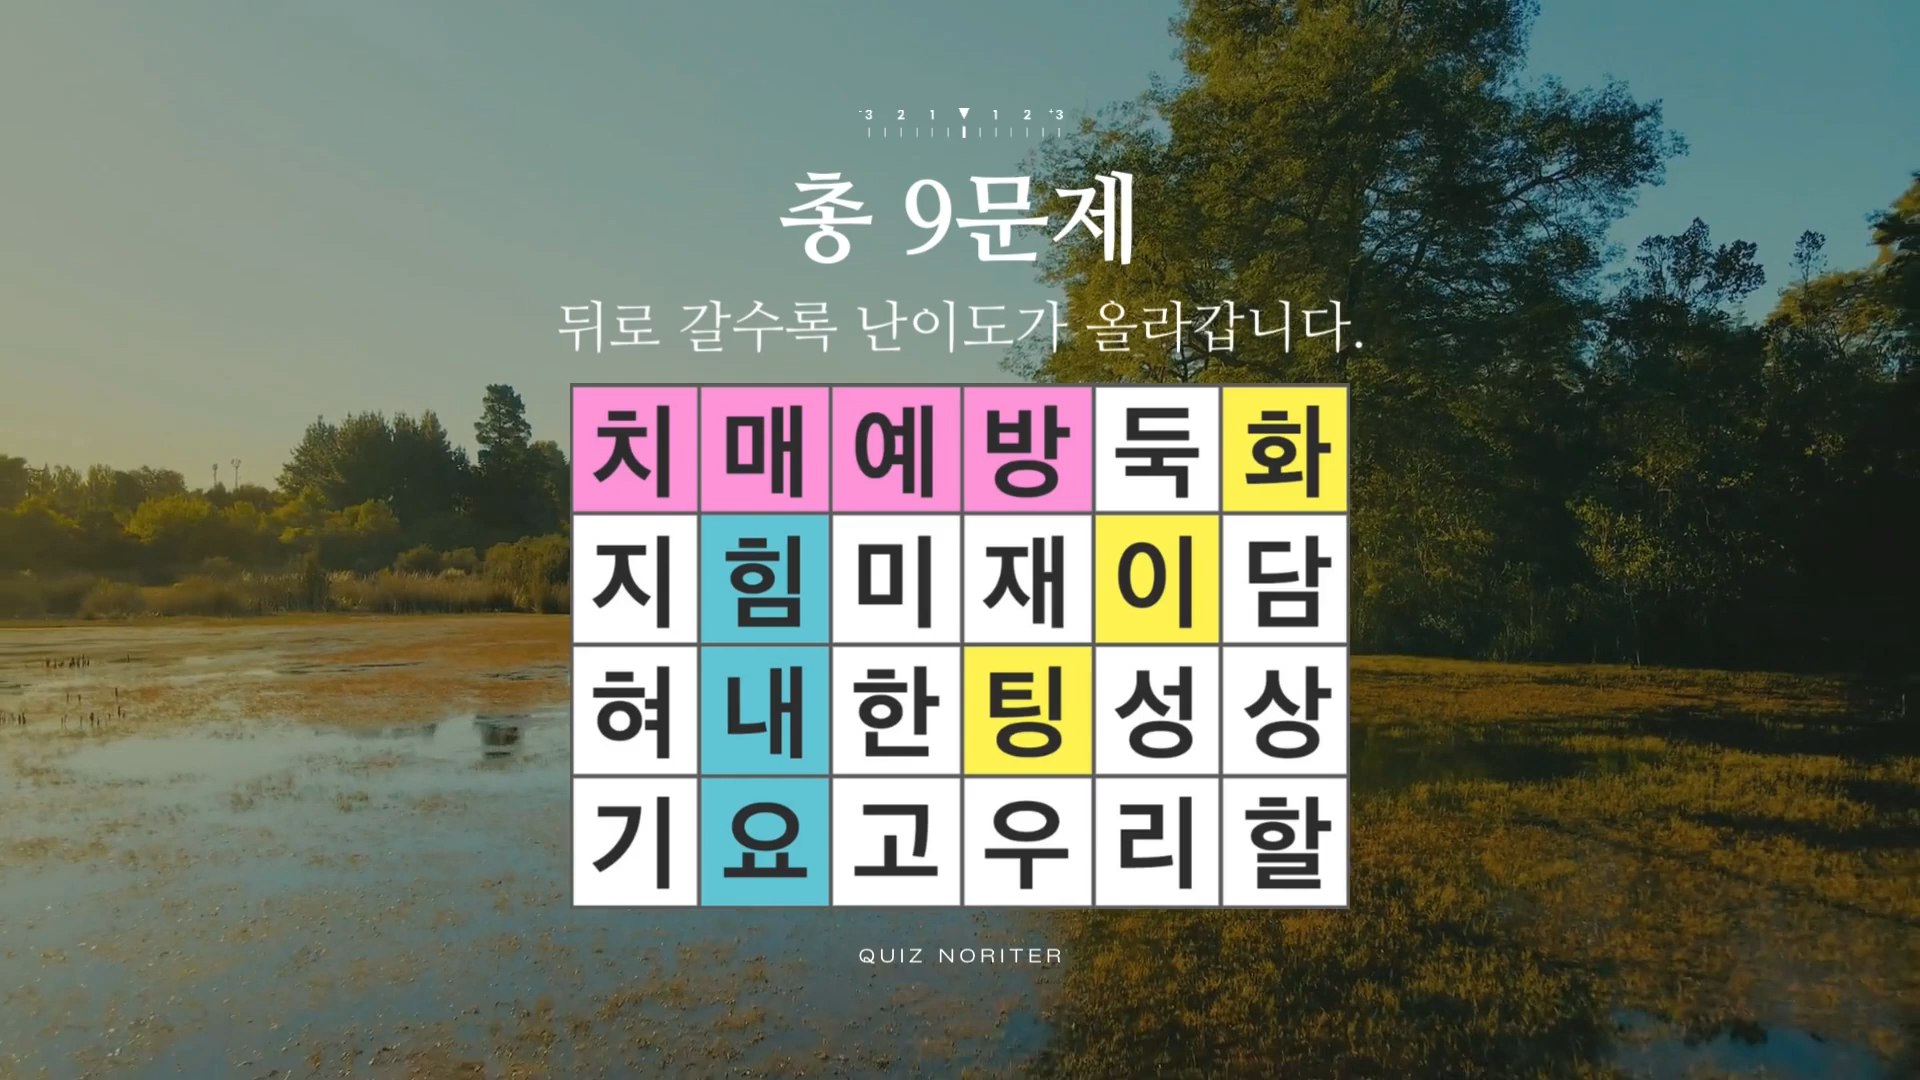 -3 2 1 1 2 +3
총 9문제
뒤로 갈수록 난이도가 올라갑니다.
치 매 예 방 둑 화
지 힘 미 재 이 담
혀 내 한 팅 성 상
기 요 고 우 리 할
QUIZ NORITER